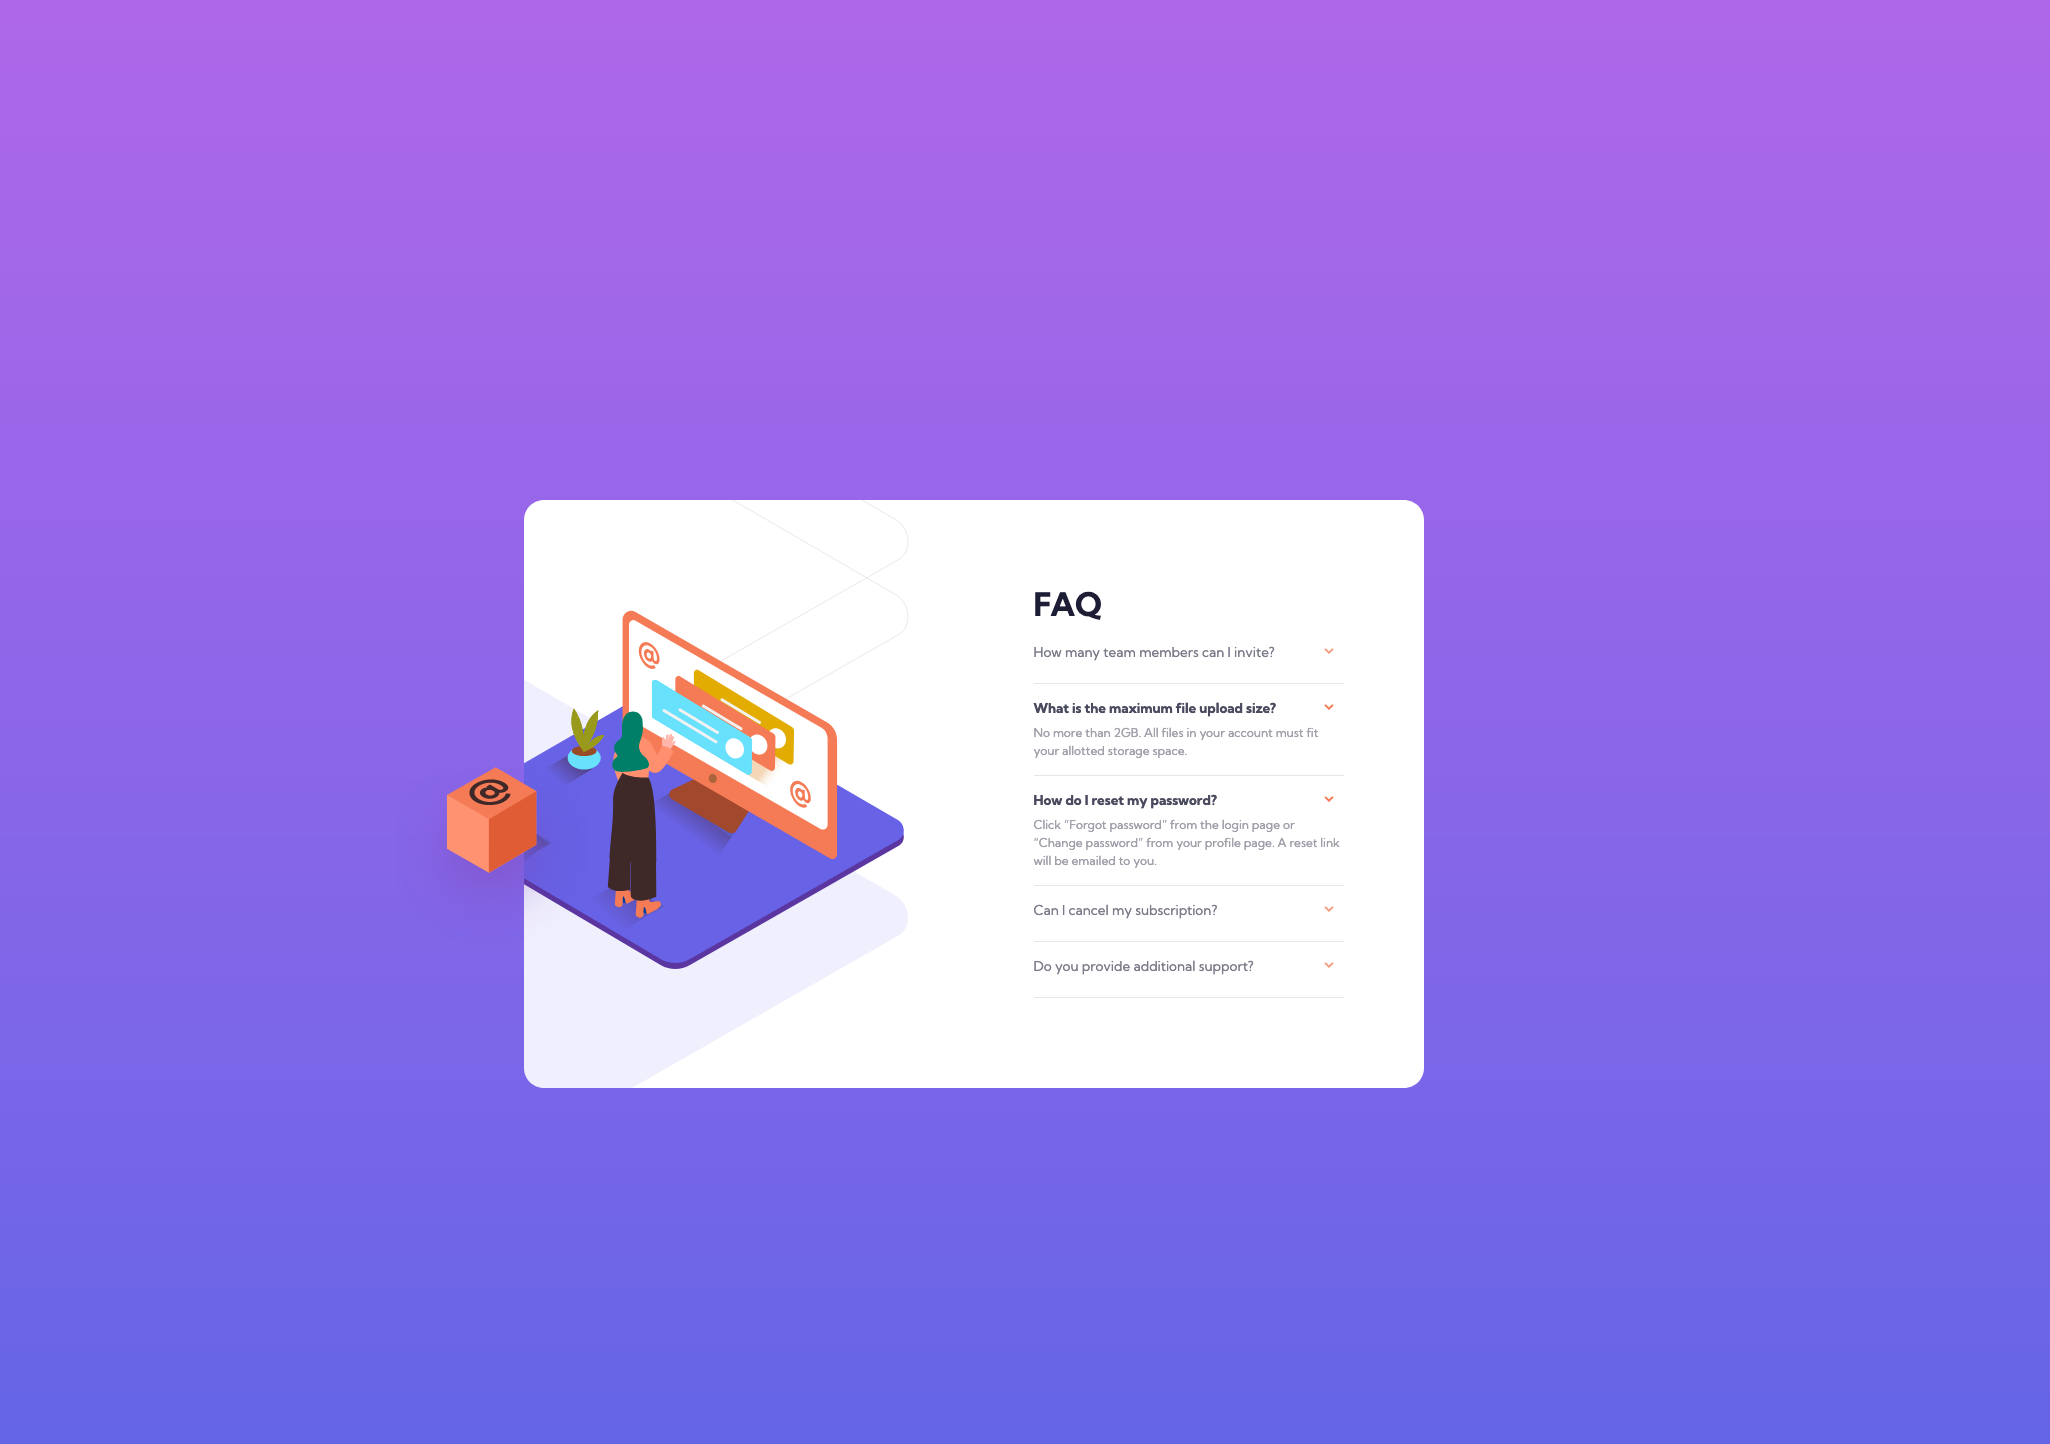 FAQ
How many team members can I invite?
What is the maximum file upload size?
No more than 2GB. All files in your account must fit
your allotted storage space.
How do I reset my password?
Click “Forgot password” from the login page or
“Change password” from your profile page. A reset link
will be emailed to you.
Can I cancel my subscription?
Do you provide additional support?
@
@
@